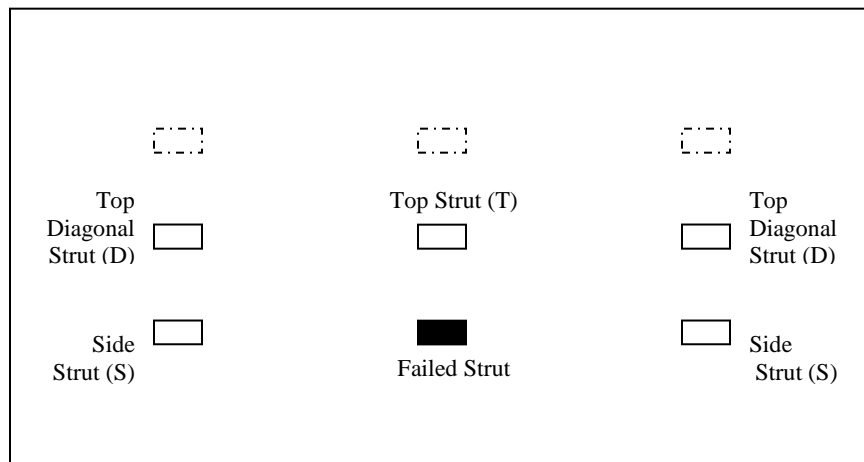 Top
Diagonal
Strut (D)
Top Strut (T)
Top
Diagonal
Strut (D)
Side
Strut (S)
Failed Strut
Side
Strut (S)